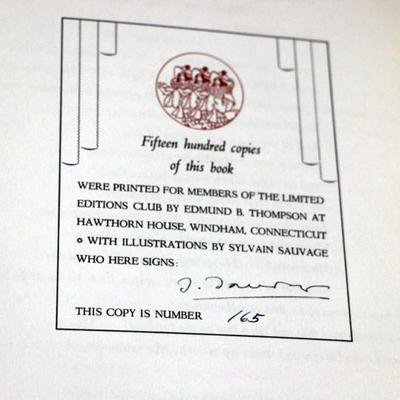 Fifteen hundred copies
of this book
WERE PRINTED FOR MEMBERS OF THE LIMITED
EDITIONS CLUB BY EDMUND B. THOMPSON AT
HAWTHORN HOUSE, WINDHAM, CONNECTICUT
WITH ILLUSTRATIONS BY SYLVAIN SAUVAGE
WHO HERE SIGNS:
THIS COPY IS NUMBER 165